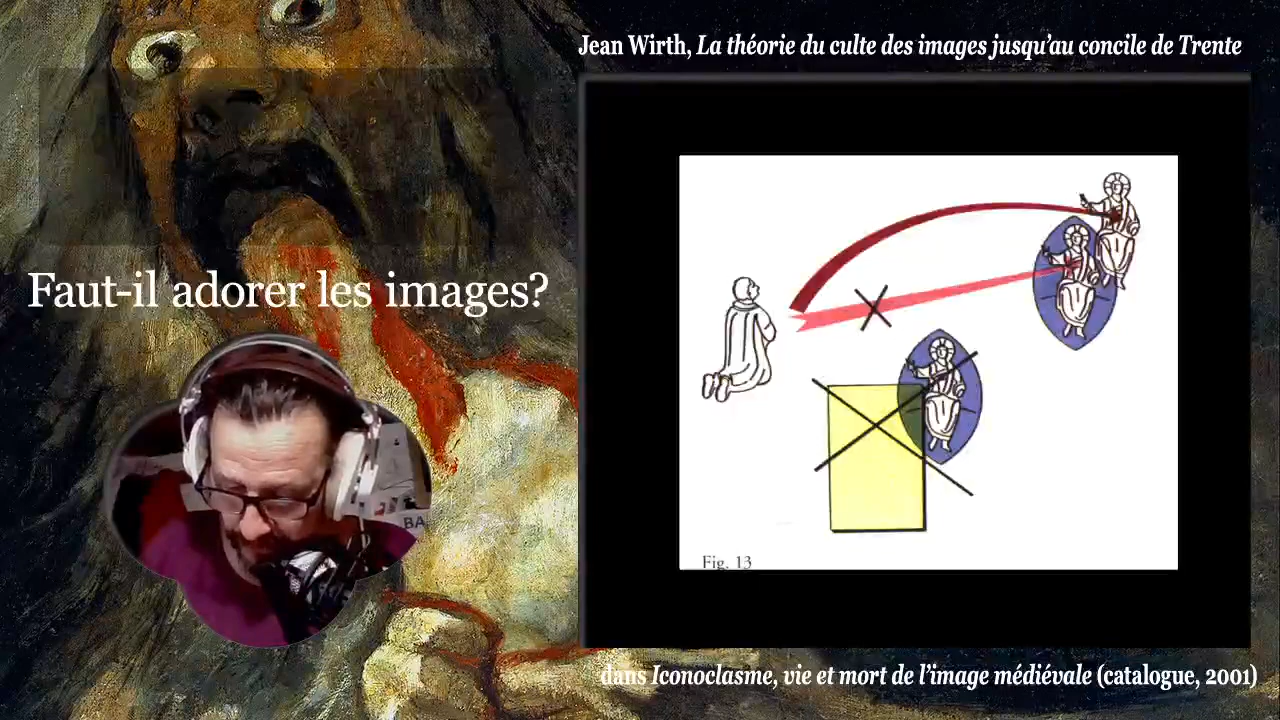 Jean Wirth, La théorie du culte des images jusqu'au concile de Trente
Faut-il adorer les images?
BA
Fig. 13
dans Iconoclasme, vie et mort de l'image médiévale (catalogue, 2001)